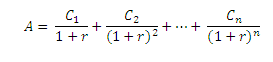 A = C₁/(1 + r) + C₂/(1 + r)² + ⋯ + Cₙ/(1 + r)ⁿ